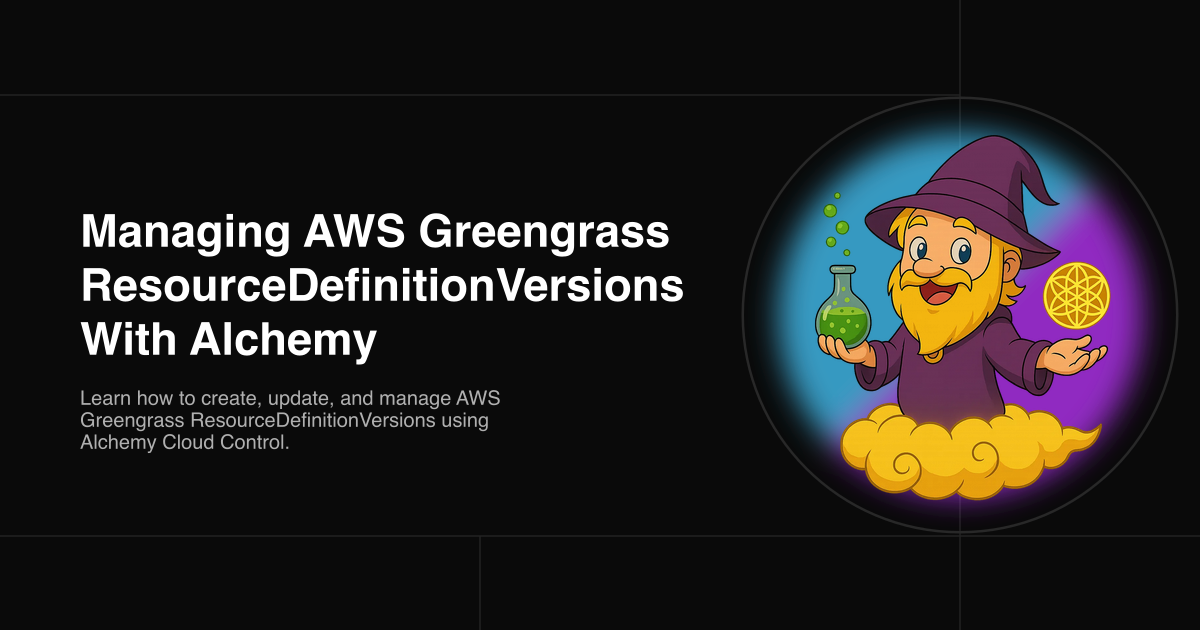 Managing AWS Greengrass
ResourceDefinitionVersions
With Alchemy
Learn how to create, update, and manage AWS
Greengrass ResourceDefinitionVersions using
Alchemy Cloud Control.